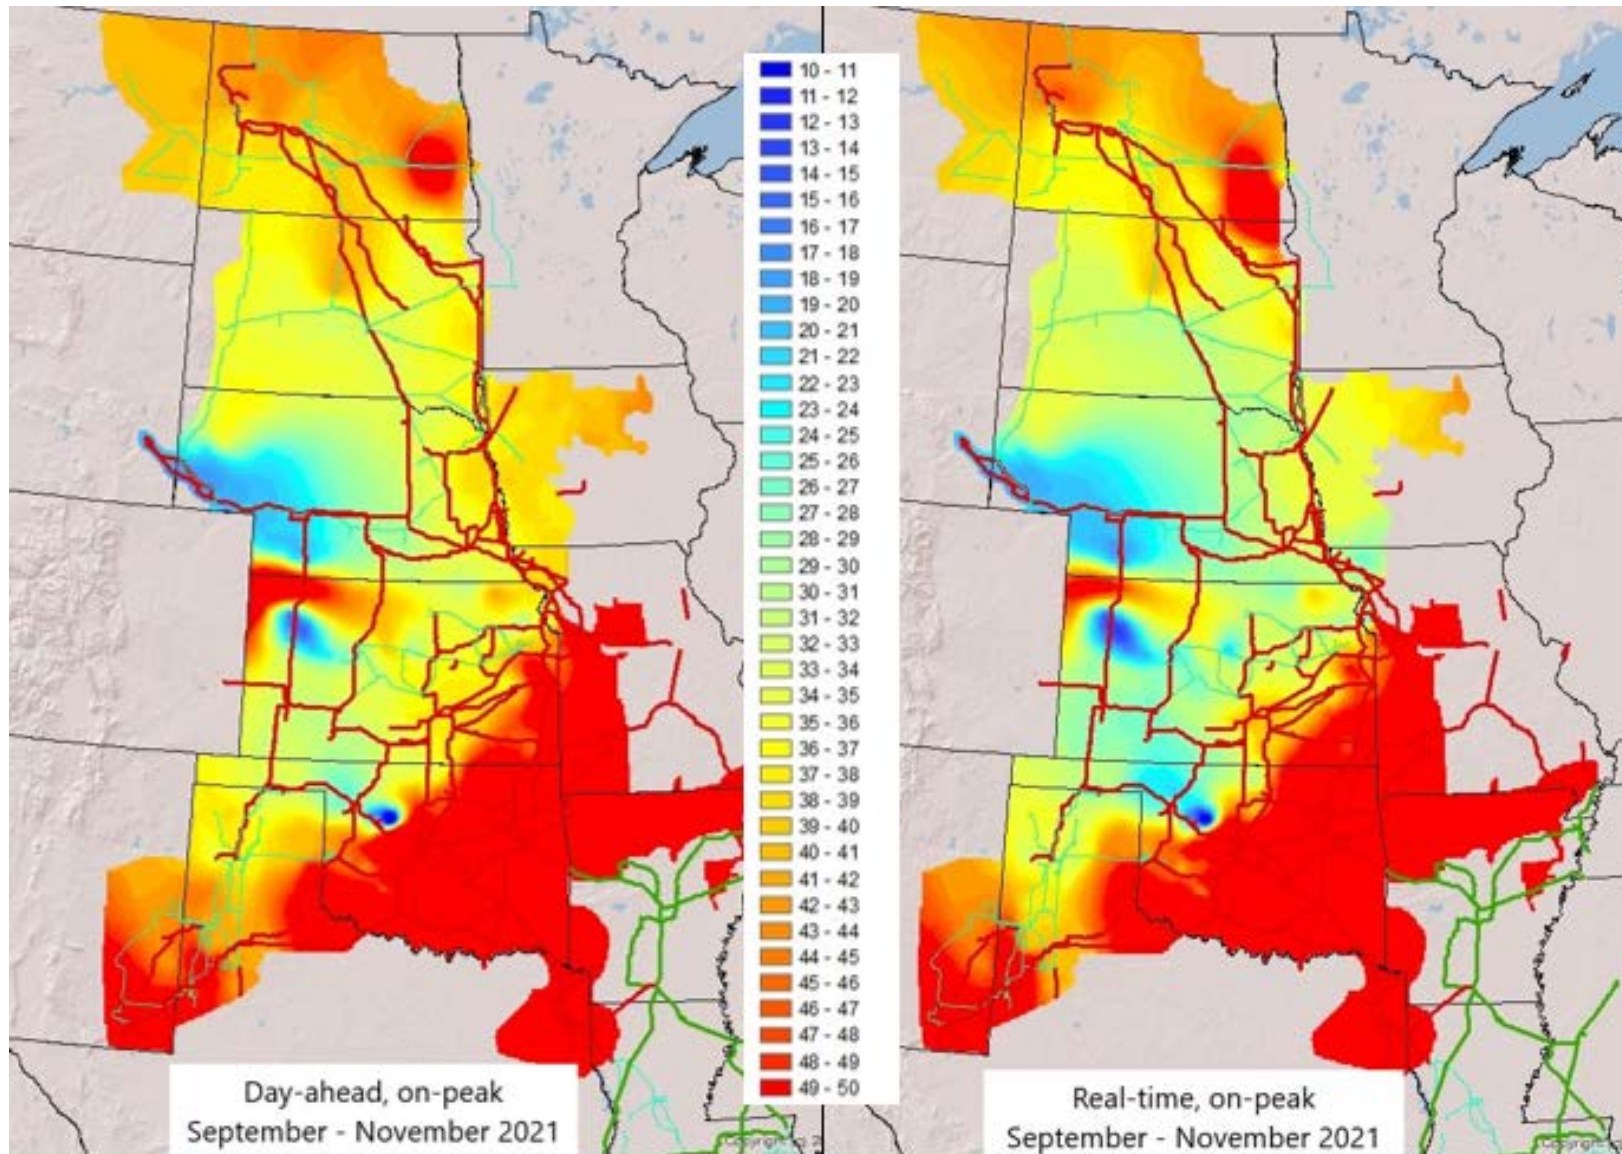 10 - 11
11 - 12
12 - 13
13 - 14
14 - 15
15 - 16
16 - 17
17 - 18
18 - 19
19 - 20
20 - 21
21 - 22
22 - 23
23 - 24
24 - 25
25 - 26
26 - 27
27 - 28
28 - 29
29 - 30
30 - 31
31 - 32
32 - 33
33 - 34
34 - 35
35 - 36
36 - 37
37 - 38
38 - 39
39 - 40
40 - 41
41 - 42
42 - 43
43 - 44
44 - 45
45 - 46
46 - 47
47 - 48
48 - 49
49 - 50
Day-ahead, on-peak
September - November 2021
Real-time, on-peak
September - November 2021